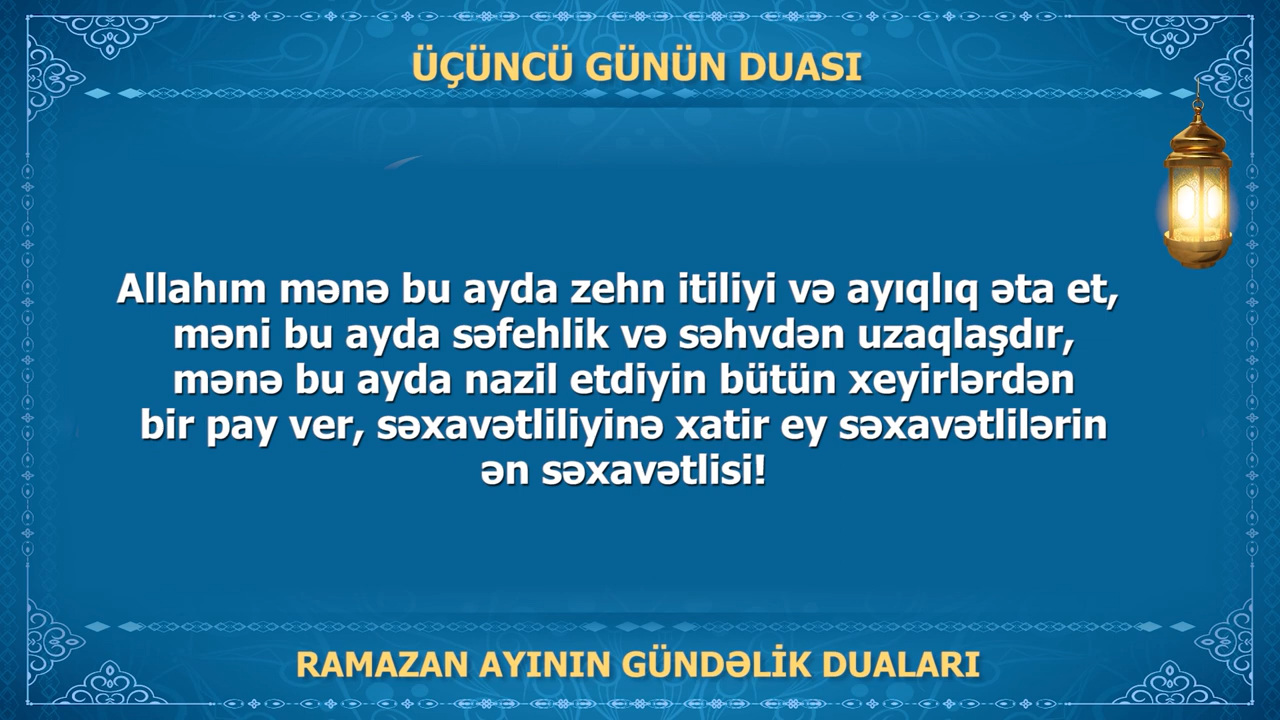 ÜÇÜNCÜ GÜNÜN DUASI
Allahım mənə bu ayda zehn itiliyi və ayıqlıq əta et,
məni bu ayda səfehlik və səhvdən uzaqlaşdır,
mənə bu ayda nazil etdiyin bütün xeyirlərdən
bir pay ver, səxavətliliyinə xatir ey səxavətlilərin
ən səxavətlisi!
RAMAZAN AYININ GÜNDƏLİK DUALARI